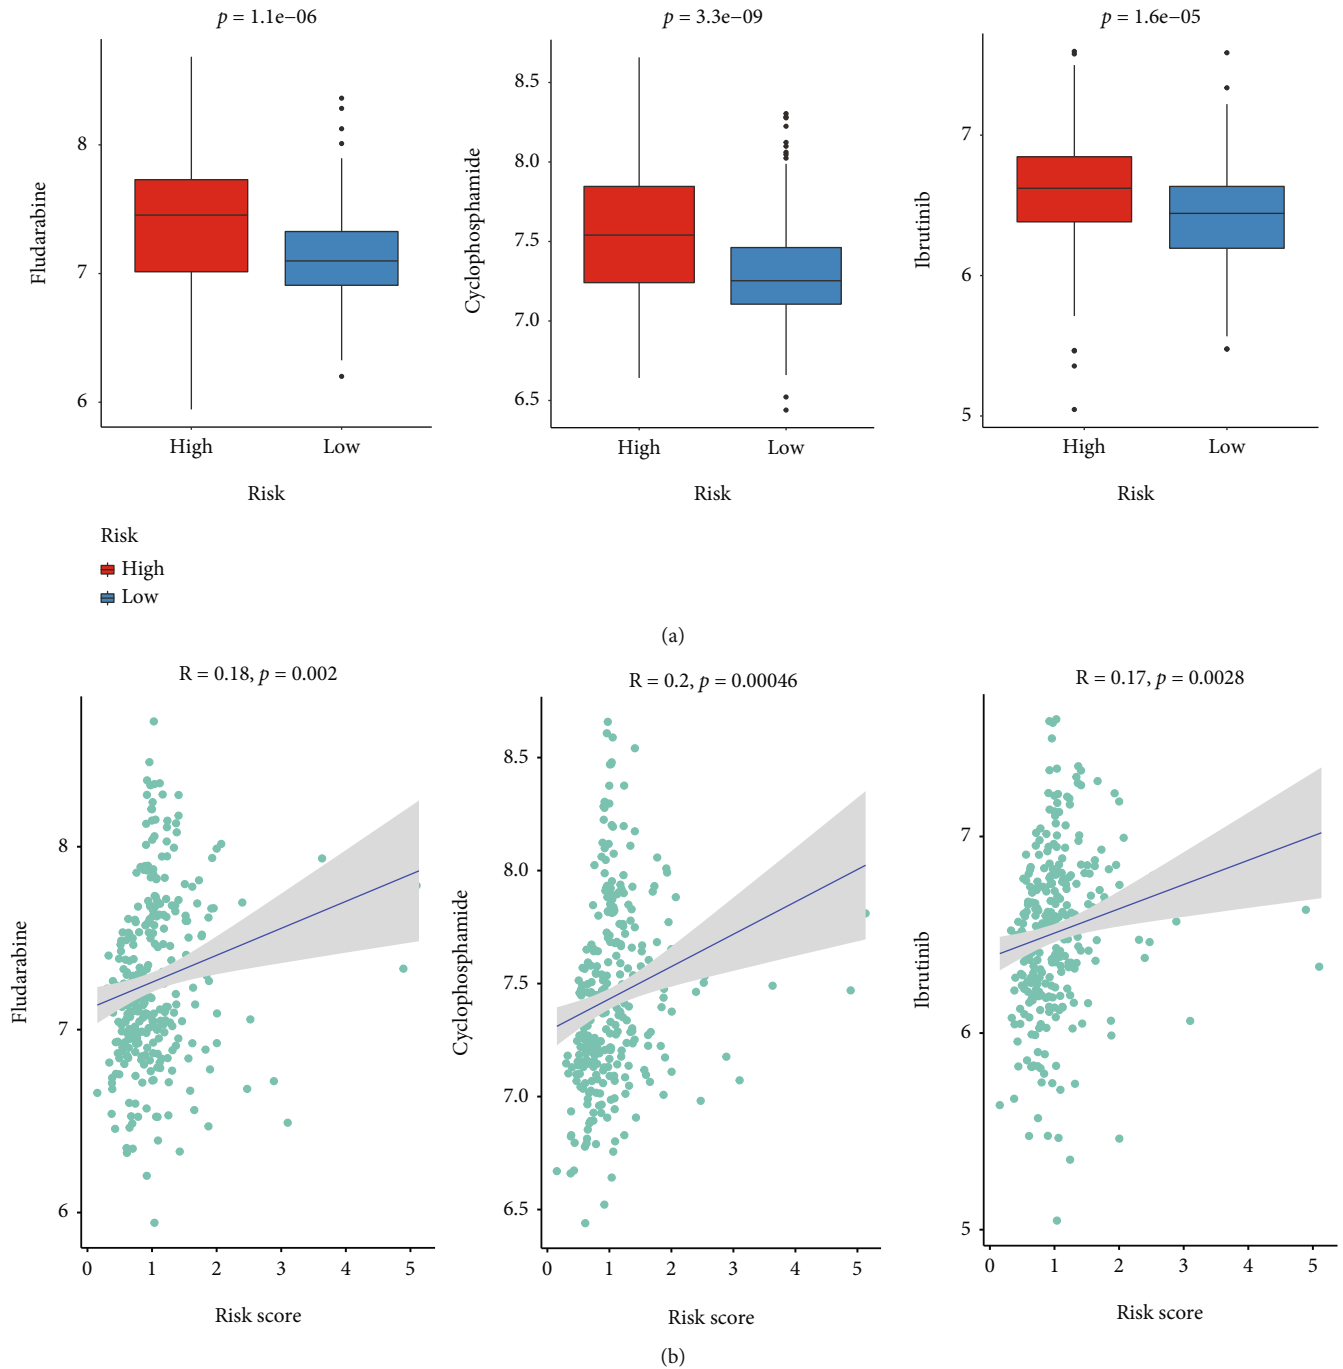 p = 1.1e−06
Fludarabine
8
7
6
High Low
Risk
p = 3.3e−09
Cyclophosphamide
8.5
8.0
7.5
7.0
6.5
High Low
Risk
p = 1.6e−05
Ibrutinib
7
6
5
High Low
Risk
Risk
High
Low
(a)
R = 0.18, p = 0.002
Fludarabine
8
7
6
0 1 2 3 4 5
Risk score
R = 0.2, p = 0.00046
Cyclophosphamide
8.5
8.0
7.5
7.0
6.5
0 1 2 3 4 5
Risk score
R = 0.17, p = 0.0028
Ibrutinib
7
6
5
0 1 2 3 4 5
Risk score
(b)